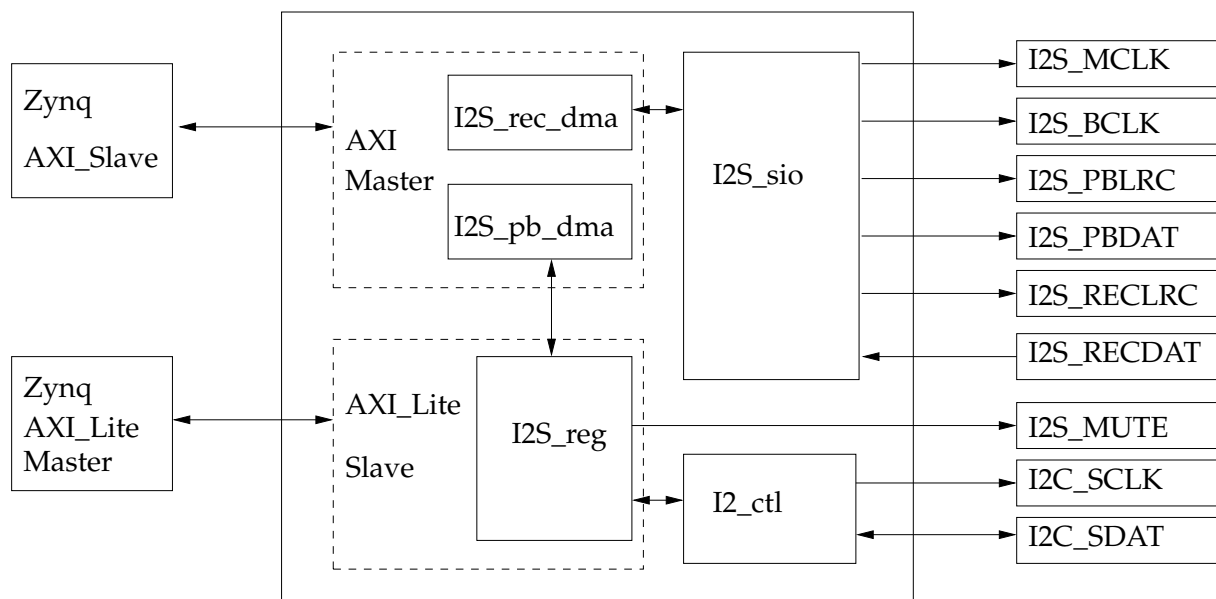 Zynq
AXI_Slave
Zynq
AXI_Lite
Master
AXI
Master
I2S_rec_dma
I2S_pb_dma
AXI_Lite
Slave
I2S_reg
I2S_sio
I2_ctl
I2S_MCLK
I2S_BCLK
I2S_PBLRC
I2S_PBDAT
I2S_RECLRC
I2S_RECDAT
I2S_MUTE
I2C_SCLK
I2C_SDAT